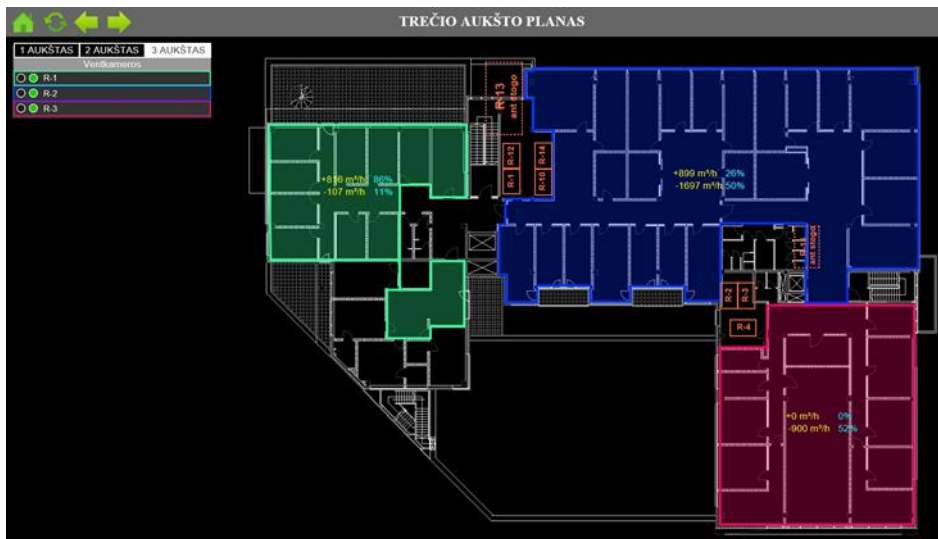 TREČIO AUKŠTO PLANAS
1 AUKŠTAS 2 AUKŠTAS 3 AUKŠTAS
Ventkameros
R-1
R-2
R-3
R-13
ant stogo
R-12 R-14
R-1 R-10
+816 m³/h 86%
-107 m³/h 11%
+899 m³/h 26%
-1697 m³/h 50%
ant stogo
R-2 R-3
R-4
+0 m³/h 0%
-900 m³/h 52%